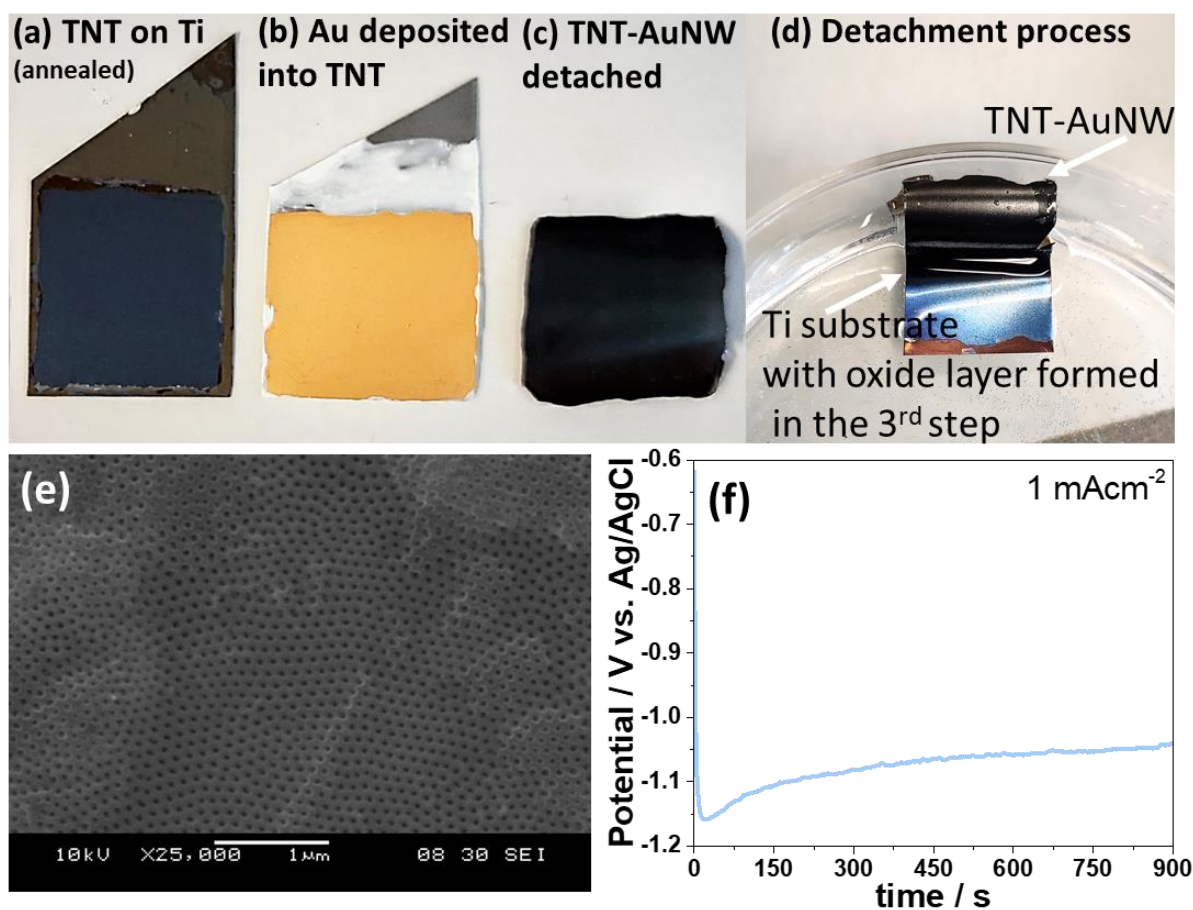 (a) TNT on Ti
(annealed)
(b) Au deposited
into TNT
(c) TNT-AuNW
detached
(d) Detachment process
TNT-AuNW
Ti substrate
with oxide layer formed
in the 3rd step
(e)
10kV X25,000 1μm 08 30 SEI
(f)
1 mAcm-2
Potential / V vs. Ag/AgCl
-0.6
-0.7
-0.8
-0.9
-1.0
-1.1
-1.2
0 150 300 450 600 750 900
time / s